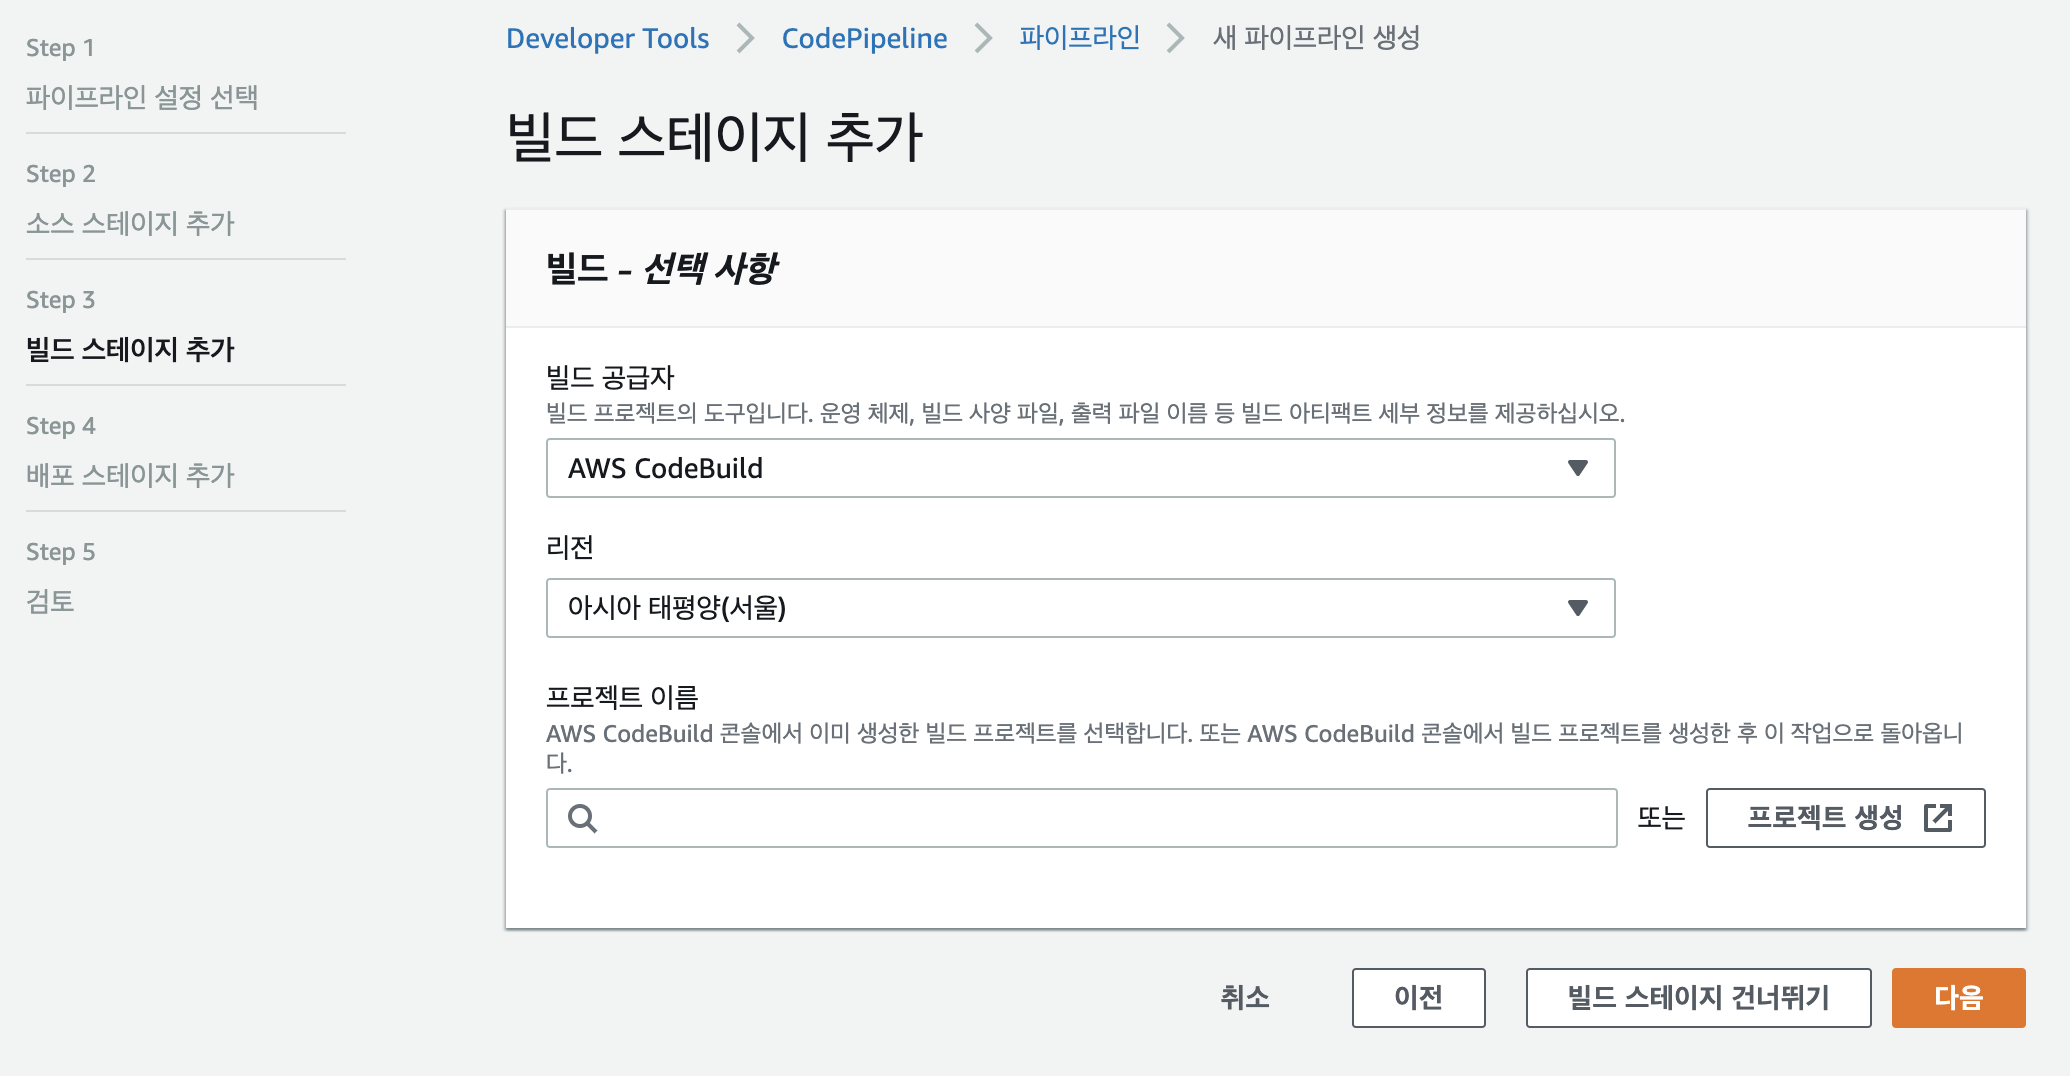 Step 1
파이프라인 설정 선택
Step 2
소스 스테이지 추가
Step 3
빌드 스테이지 추가
Step 4
배포 스테이지 추가
Step 5
검토
Developer Tools CodePipeline 파이프라인 새 파이프라인 생성
빌드 스테이지 추가
빌드 - 선택 사항
빌드 공급자
빌드 프로젝트의 도구입니다. 운영 체제, 빌드 사양 파일, 출력 파일 이름 등 빌드 아티팩트 세부 정보를 제공하십시오.
AWS CodeBuild
리전
아시아 태평양(서울)
프로젝트 이름
AWS CodeBuild 콘솔에서 이미 생성한 빌드 프로젝트를 선택합니다. 또는 AWS CodeBuild 콘솔에서 빌드 프로젝트를 생성한 후 이 작업으로 돌아옵니
다.
또는 프로젝트 생성
취소 이전 빌드 스테이지 건너뛰기 다음